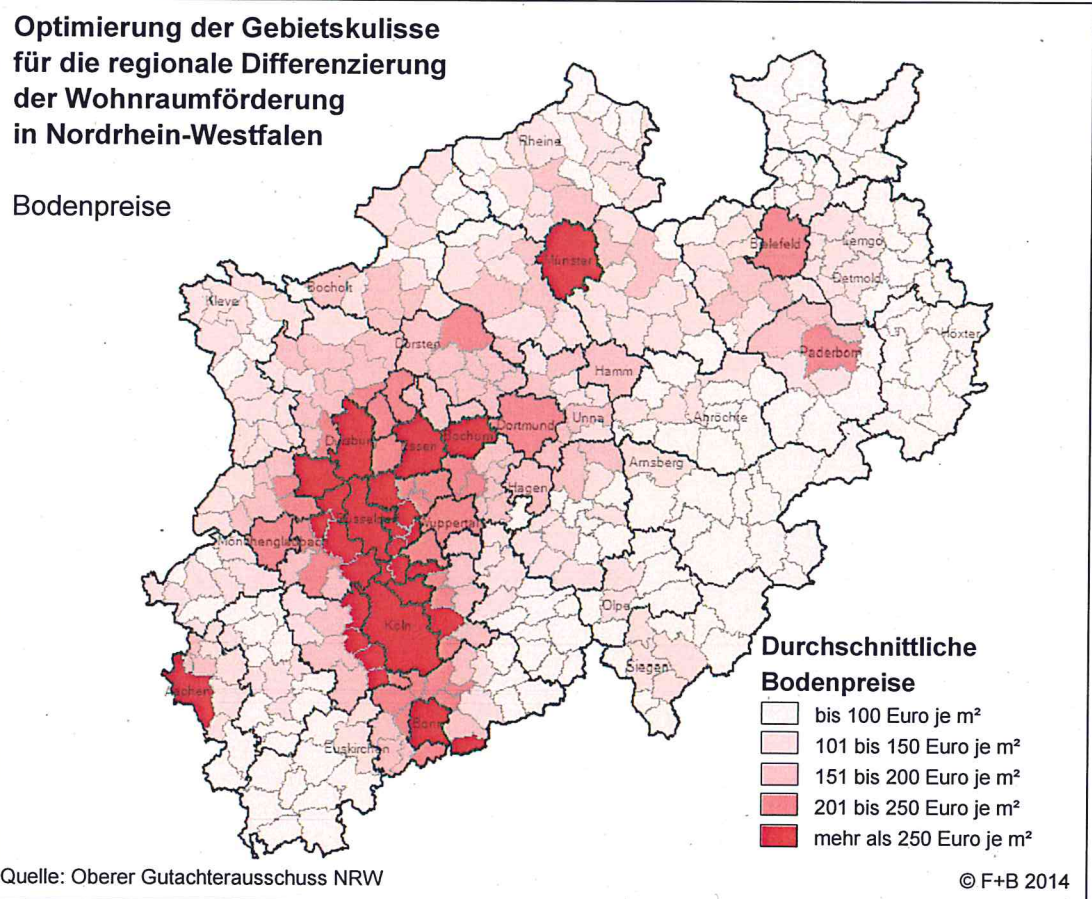 Optimierung der Gebietskulisse
für die regionale Differenzierung
der Wohnraumförderung
in Nordrhein-Westfalen
Bodenpreise
Rheine
Münster
Bielefeld
Lemgo
Detmold
Bocholt
Kleve
Höxter
Dorsten
Paderborn
Hamm
Unna
Anröchte
Dortmund
Duisburg
Essen
Bochum
Arnsberg
Hagen
Düsseldorf
Wuppertal
Mönchengladbach
Olpe
Köln
Siegen
Aachen
Bonn
Euskirchen
Durchschnittliche
Bodenpreise
bis 100 Euro je m²
101 bis 150 Euro je m²
151 bis 200 Euro je m²
201 bis 250 Euro je m²
mehr als 250 Euro je m²
Quelle: Oberer Gutachterausschuss NRW
© F+B 2014